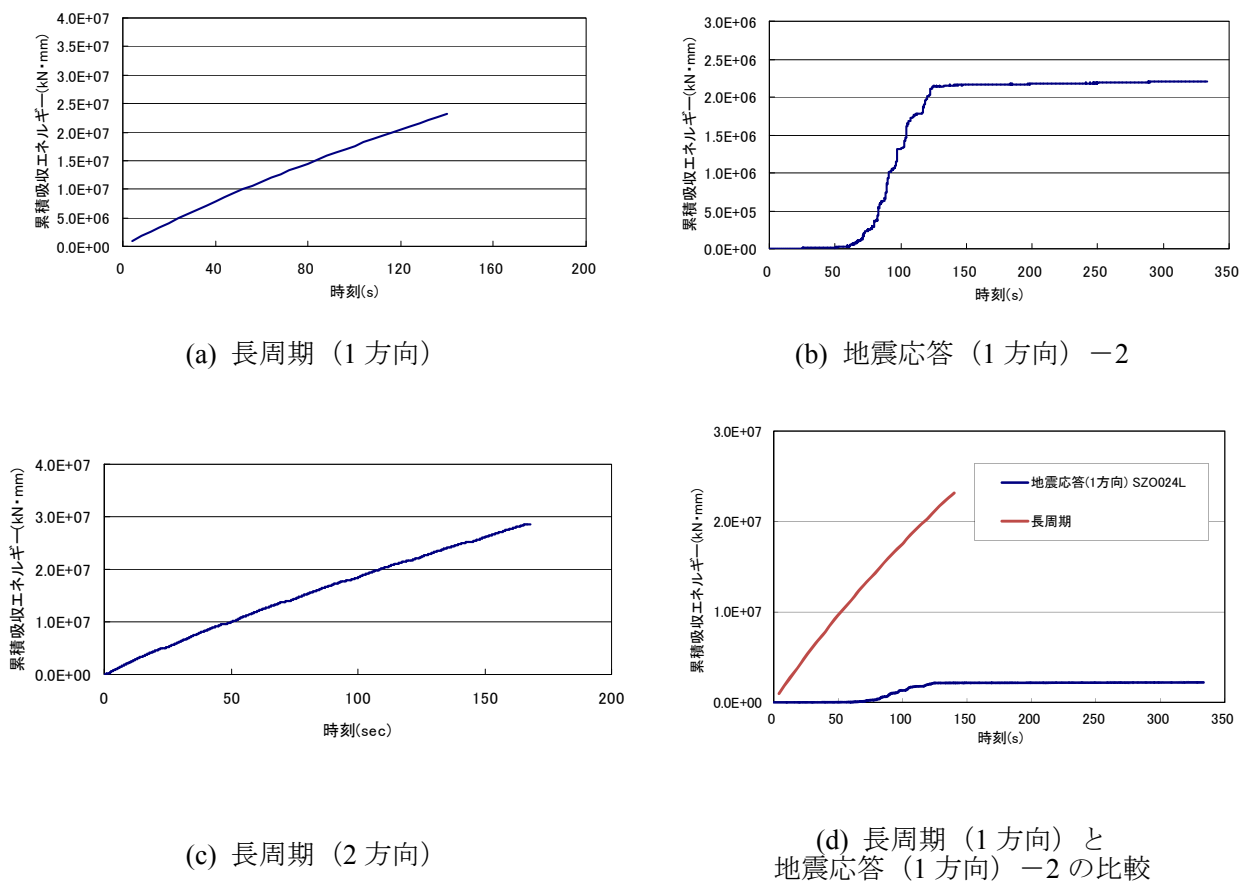 4.0E+07
3.5E+07
3.0E+07
2.5E+07
2.0E+07
1.5E+07
1.0E+07
5.0E+06
0.0E+00
累積吸収エネルギー(kN・mm)
0 40 80 120 160 200
時刻(s)
(a) 長周期（1 方向）
3.0E+06
2.5E+06
2.0E+06
1.5E+06
1.0E+06
5.0E+05
0.0E+00
累積吸収エネルギー(kN・mm)
0 50 100 150 200 250 300 350
時刻(s)
(b) 地震応答（1 方向）－2
4.0E+07
3.0E+07
2.0E+07
1.0E+07
0.0E+00
累積吸収エネルギー(kN・mm)
0 50 100 150 200
時刻(sec)
(c) 長周期（2 方向）
3.0E+07
2.0E+07
1.0E+07
0.0E+00
累積吸収エネルギー(kN・mm)
地震応答(1方向) SZO024L
長周期
0 50 100 150 200 250 300 350
時刻(s)
(d) 長周期（1 方向）と
地震応答（1 方向）－2 の比較